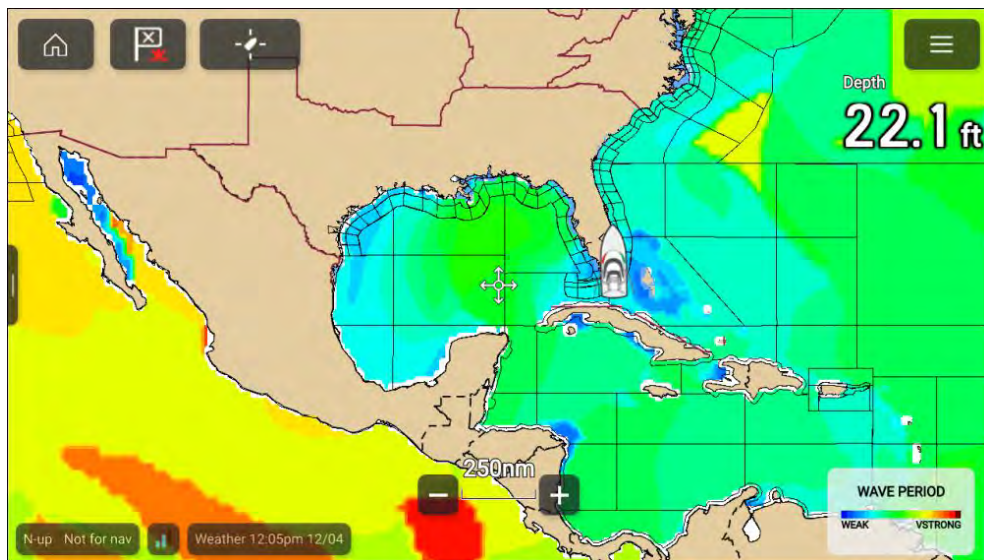 Depth
22.1 ft
250nm
WAVE PERIOD
WEAK VSTRONG
N-up Not for nav
Weather 12:05pm 12/04